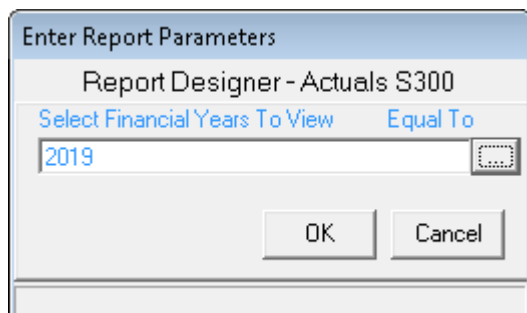 Enter Report Parameters
Report Designer - Actuals S300
Select Financial Years To View Equal To
2019
...
OK Cancel